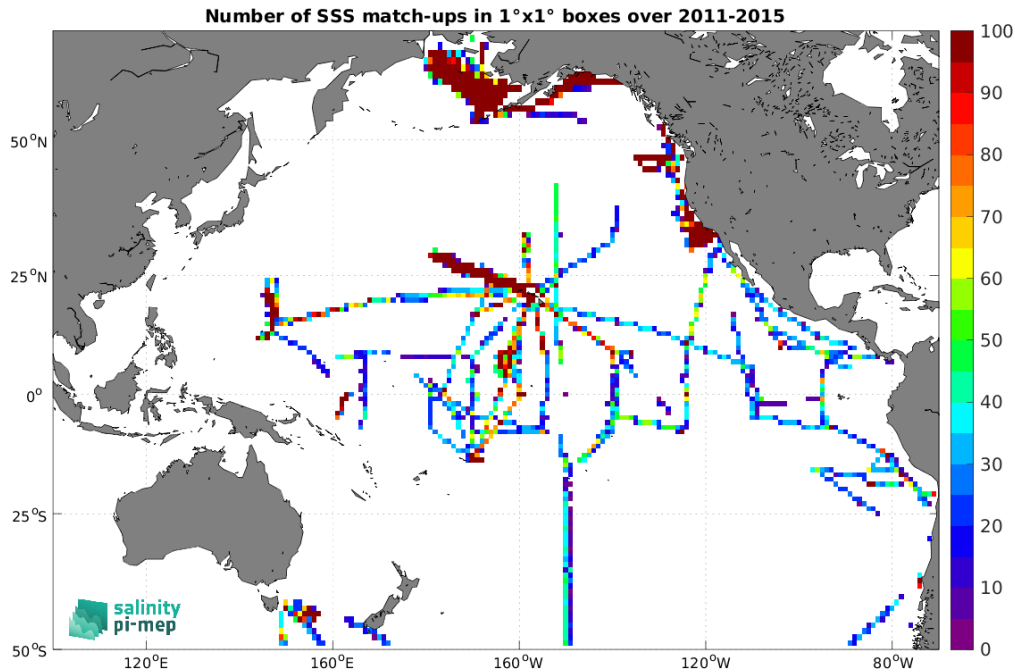 Number of SSS match-ups in 1°x1° boxes over 2011-2015
50°N
25°N
0°
25°S
50°S
120°E
160°E
160°W
120°W
80°W
100
90
80
70
60
50
40
30
20
10
0
salinity
pi-mep